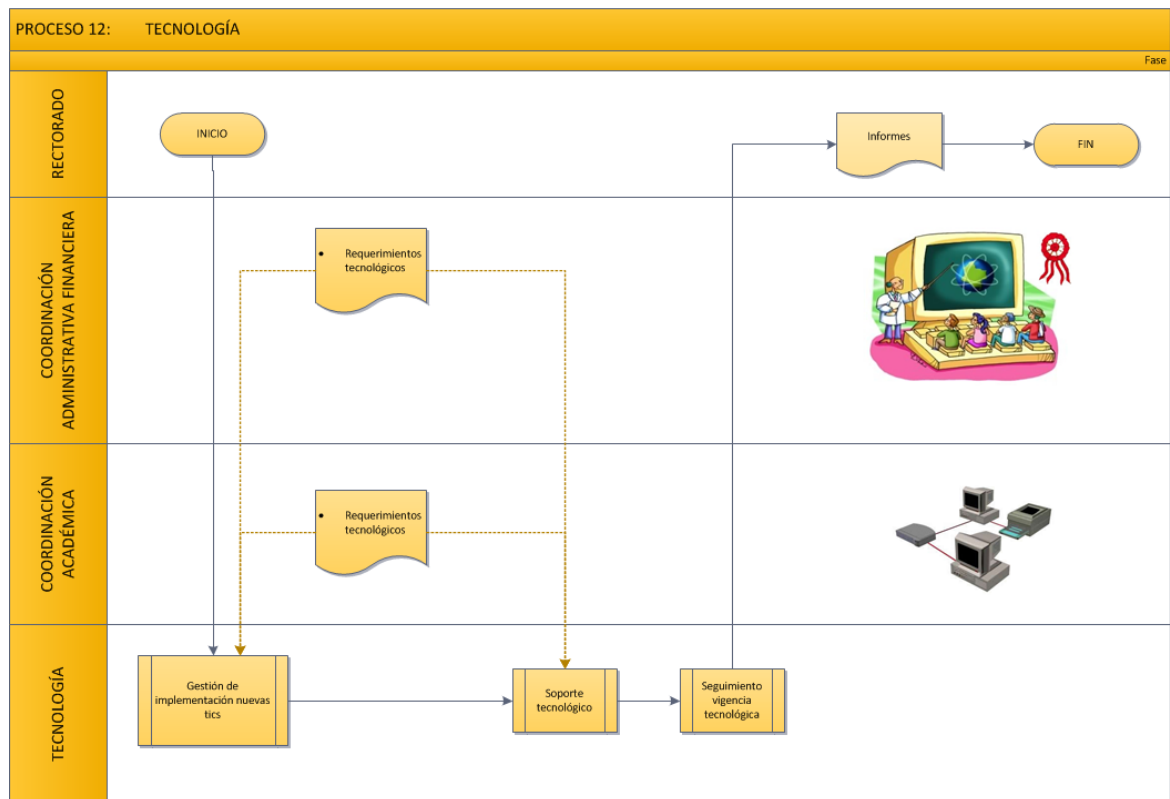 PROCESO 12: TECNOLOGÍA
Fase
RECTORADO
INICIO
Informes
FIN
COORDINACIÓN
ADMINISTRATIVA FINANCIERA
• Requerimientos
tecnológicos
COORDINACIÓN
ACADÉMICA
• Requerimientos
tecnológicos
TECNOLOGÍA
Gestión de
implementación nuevas
tics
Soporte
tecnológico
Seguimiento
vigencia
tecnológica